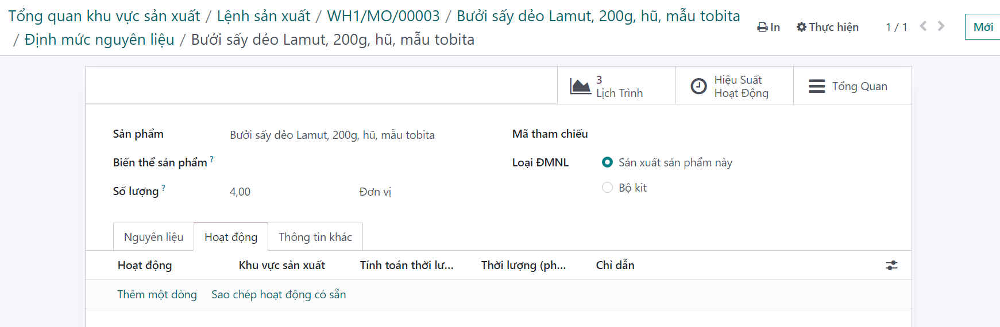 Tổng quan khu vực sản xuất / Lệnh sản xuất / WH1/MO/00003 / Bưởi sấy dẻo Lamut, 200g, hũ, mẫu tobita
/ Định mức nguyên liệu / Bưởi sấy dẻo Lamut, 200g, hũ, mẫu tobita
In Thực hiện 1 / 1 Mới
3
Lịch Trình
Hiệu Suất
Hoạt Động
Tổng Quan
Sản phẩm Bưởi sấy dẻo Lamut, 200g, hũ, mẫu tobita Mã tham chiếu
Biến thể sản phẩm ? Loại ĐMNL Sản xuất sản phẩm này
Bộ kit
Số lượng ? 4,00 Đơn vị
Nguyên liệu Hoạt động Thông tin khác
Hoạt động Khu vực sản xuất Tính toán thời lư... Thời lượng (ph... Chỉ dẫn
Thêm một dòng Sao chép hoạt động có sẵn